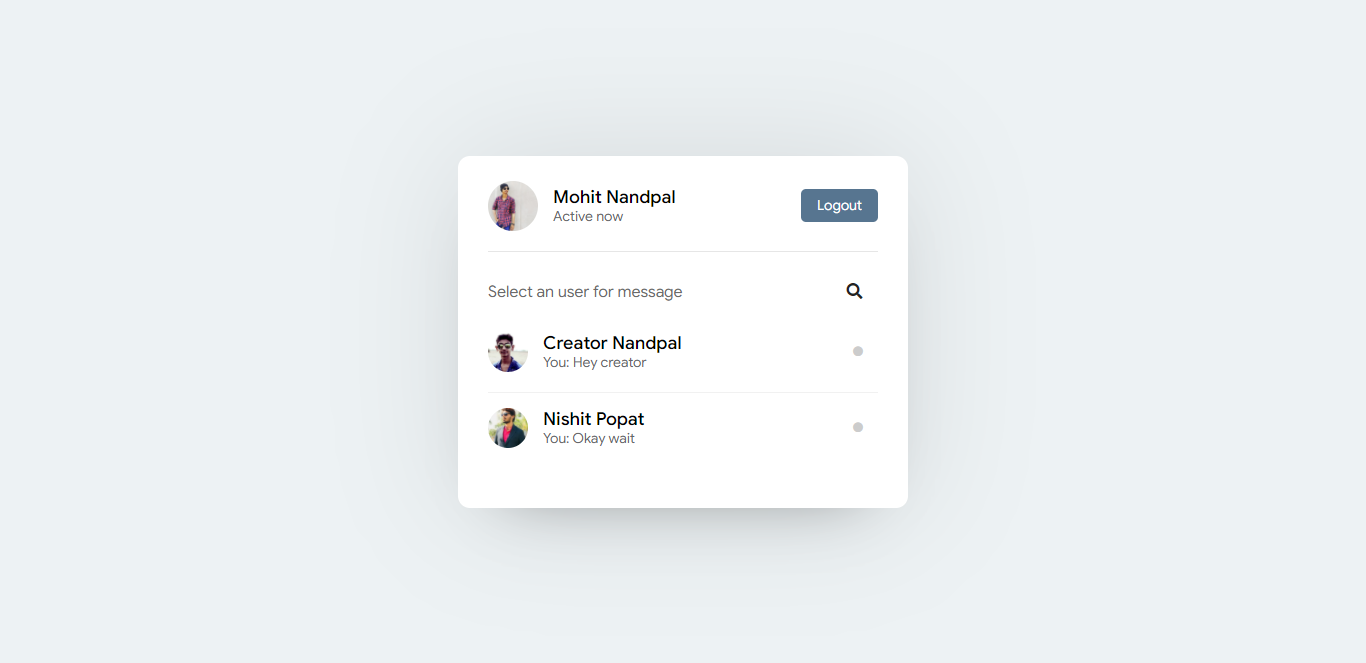 Mohit Nandpal
Active now
Logout
Select an user for message
Creator Nandpal
You: Hey creator
Nishit Popat
You: Okay wait